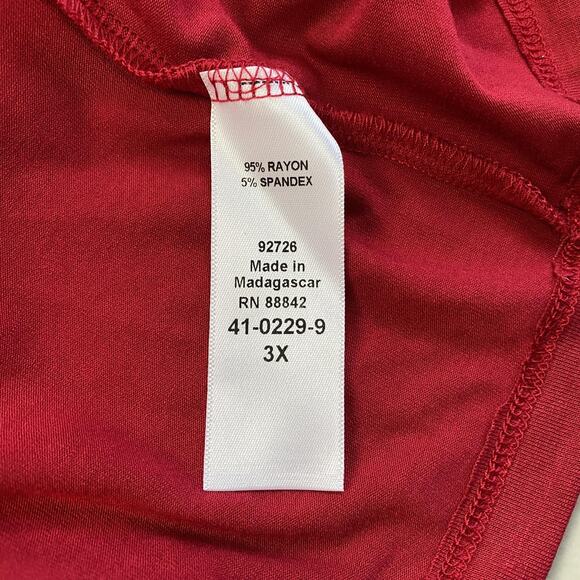 95% RAYON
5% SPANDEX
92726
Made in
Madagascar
RN 88842
41-0229-9
3X